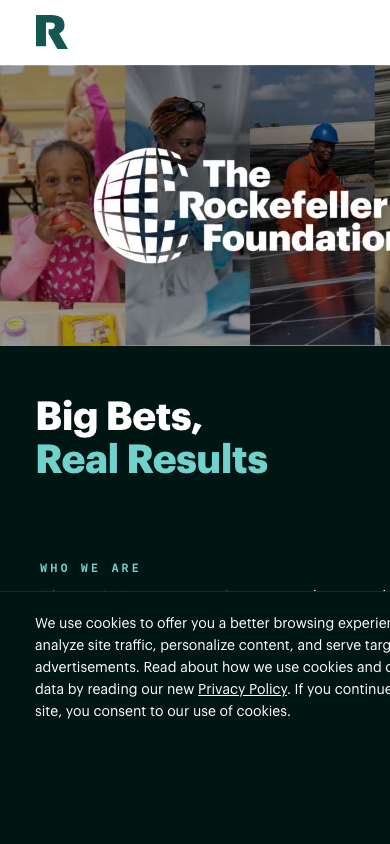 R
The
Rockefeller
Foundation
Big Bets,
Real Results
WHO WE ARE
We use cookies to offer you a better browsing
analyze site traffic, personalize content, and serve
advertisements. Read about how we use cookies and
data by reading our new Privacy Policy. If you continue
site, you consent to our use of cookies.